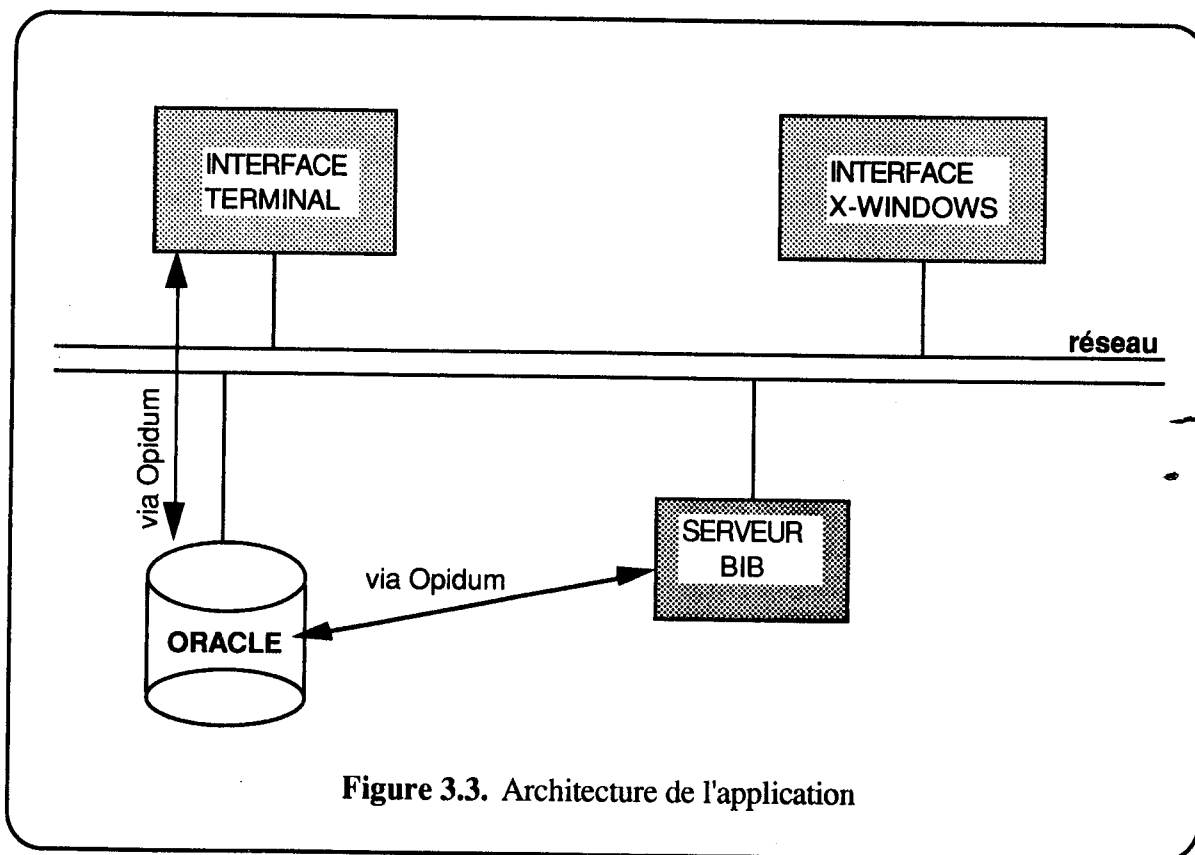 INTERFACE
TERMINAL
INTERFACE
X-WINDOWS
réseau
via Opidum
SERVEUR
BIB
via Opidum
ORACLE
Figure 3.3. Architecture de l'application